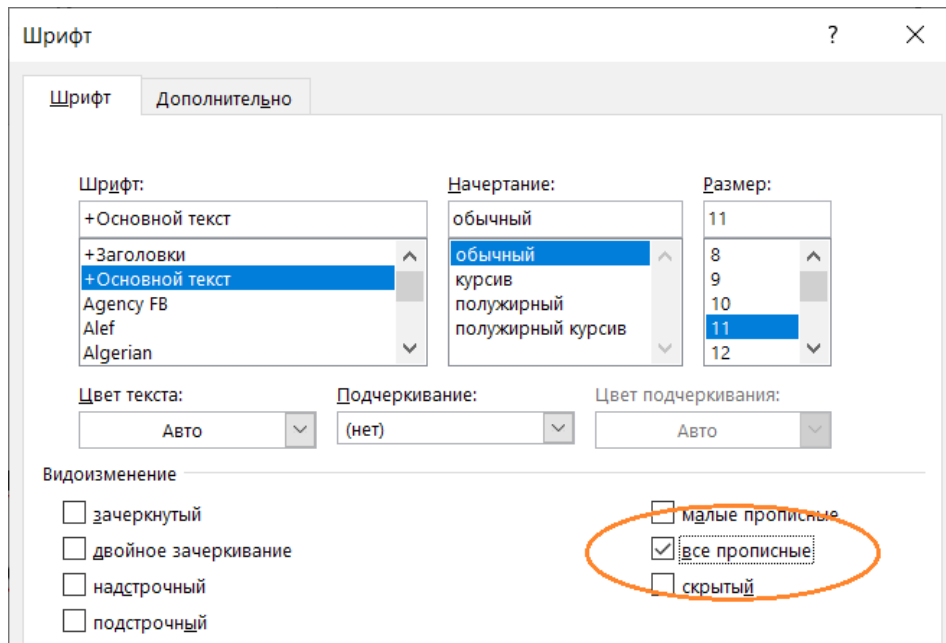 Шрифт ?
Шрифт Дополнительно
Шрифт: Начертание: Размер:
+Основной текст обычный 11
+Заголовки обычный 8
+Основной текст курсив 9
Agency FB полужирный 10
Alef полужирный курсив 11
Algerian 12
Цвет текста: Подчеркивание: Цвет подчеркивания:
Авто (нет) Авто
Видоизменение
зачеркнутый малые прописные
двойное зачеркивание все прописные
надстрочный скрытый
подстрочный